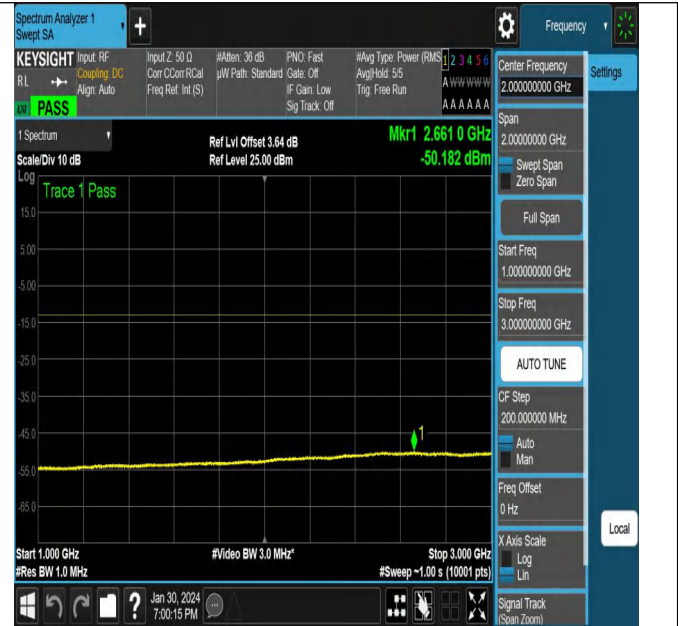 Spectrum Analyzer 1
Swept SA
+
Frequency
KEYSIGHT
RL
LXI
PASS
Input: RF
Coupling: DC
Align: Auto
Input Z: 50 Ω
Corr CCorr RCal
Freq Ref: Int (S)
#Atten: 36 dB
µW Path: Standard
PNO: Fast
Gate: Off
IF Gain: Low
Sig Track: Off
#Avg Type: Power (RMS
Avg|Hold: 5/5
Trig: Free Run
1 2 3 4 5 6
A W W W W W
A A A A A A
1 Spectrum
Scale/Div 10 dB
Log
Ref Lvl Offset 3.64 dB
Ref Level 25.00 dBm
Mkr1 2.661 0 GHz
-50.182 dBm
Trace 1 Pass
15.0
5.00
-5.00
-15.0
-25.0
-35.0
-45.0
-55.0
-65.0
1
Start 1.000 GHz
#Res BW 1.0 MHz
#Video BW 3.0 MHz*
Stop 3.000 GHz
#Sweep ~1.00 s (10001 pts)
Center Frequency
2.000000000 GHz
Settings
Span
2.00000000 GHz
Swept Span
Zero Span
Full Span
Start Freq
1.000000000 GHz
Stop Freq
3.000000000 GHz
AUTO TUNE
CF Step
200.000000 MHz
Auto
Man
Freq Offset
0 Hz
X Axis Scale
Log
Lin
Signal Track
(Span Zoom)
Local
?
Jan 30, 2024
7:00:15 PM